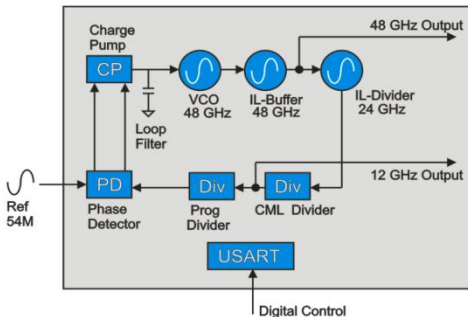 Charge
Pump
CP
Loop
Filter
VCO
48 GHz
IL-Buffer
48 GHz
IL-Divider
24 GHz
48 GHz Output
12 GHz Output
Ref
54M
PD
Phase
Detector
Div
Prog
Divider
Div
CML Divider
USART
Digital Control